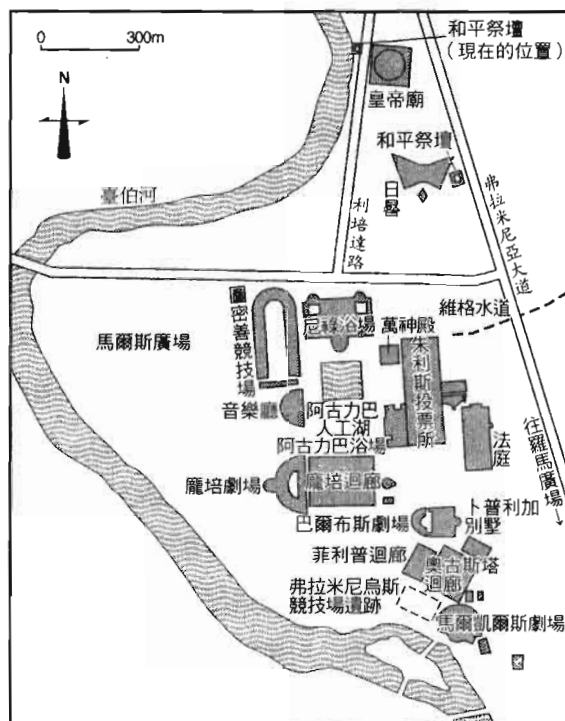 0 300m
N
和平祭壇
（現在的位置）
皇帝廟
和平祭壇
日晷
臺伯河
利培達路
弗拉米尼亞大道
維格水道
馬爾斯廣場
圖密善競技場
尼祿浴場
萬神殿
朱利斯投票所
音樂廳
阿古力巴
人工湖
阿古力巴浴場
法庭
往羅馬廣場
龐培劇場
龐培迴廊
巴爾布斯劇場
卜普利加
別墅
菲利普迴廊
奧古斯塔
迴廊
弗拉米尼烏斯
競技場遺跡
馬爾凱爾斯劇場